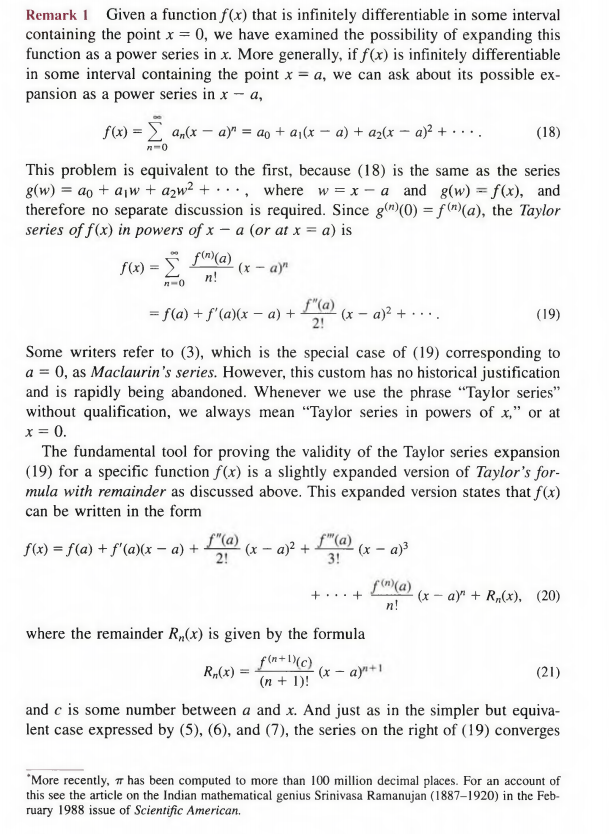 Remark 1 Given a function f(x) that is infinitely differentiable in some interval
containing the point x = 0, we have examined the possibility of expanding this
function as a power series in x. More generally, if f(x) is infinitely differentiable
in some interval containing the point x = a, we can ask about its possible ex-
pansion as a power series in x − a,
f(x) = ∑_{n=0}^{∞} aₙ(x − a)ⁿ = a₀ + a₁(x − a) + a₂(x − a)² + · · · . (18)
This problem is equivalent to the first, because (18) is the same as the series
g(w) = a₀ + a₁w + a₂w² + · · · , where w = x − a and g(w) = f(x), and
therefore no separate discussion is required. Since g⁽ⁿ⁾(0) = f⁽ⁿ⁾(a), the Taylor
series of f(x) in powers of x − a (or at x = a) is
f(x) = ∑_{n=0}^{∞} f⁽ⁿ⁾(a)/n! (x − a)ⁿ
= f(a) + f′(a)(x − a) + f″(a)/2! (x − a)² + · · · . (19)
Some writers refer to (3), which is the special case of (19) corresponding to
a = 0, as Maclaurin's series. However, this custom has no historical justification
and is rapidly being abandoned. Whenever we use the phrase “Taylor series”
without qualification, we always mean “Taylor series in powers of x,” or at
x = 0.
The fundamental tool for proving the validity of the Taylor series expansion
(19) for a specific function f(x) is a slightly expanded version of Taylor's for-
mula with remainder as discussed above. This expanded version states that f(x)
can be written in the form
f(x) = f(a) + f′(a)(x − a) + f″(a)/2! (x − a)² + f‴(a)/3! (x − a)³
+ · · · + f⁽ⁿ⁾(a)/n! (x − a)ⁿ + Rₙ(x), (20)
where the remainder Rₙ(x) is given by the formula
Rₙ(x) = f⁽ⁿ⁺¹⁾(c)/(n + 1)! (x − a)ⁿ⁺¹ (21)
and c is some number between a and x. And just as in the simpler but equiva-
lent case expressed by (5), (6), and (7), the series on the right of (19) converges
*More recently, π has been computed to more than 100 million decimal places. For an account of
this see the article on the Indian mathematical genius Srinivasa Ramanujan (1887–1920) in the Feb-
ruary 1988 issue of Scientific American.